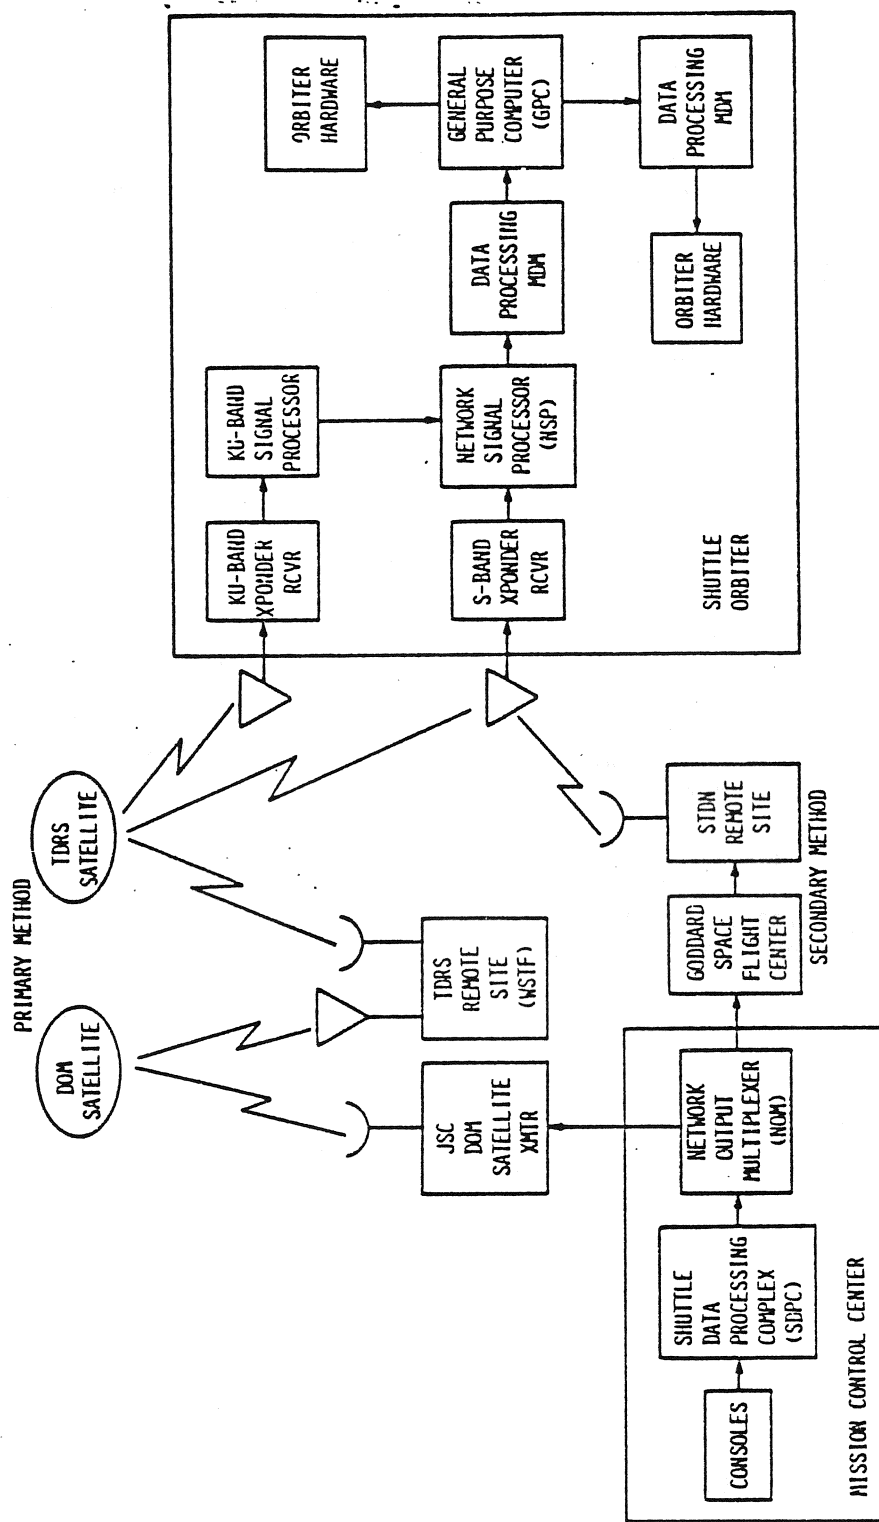 PRIMARY METHOD
DOM
SATELLITE
TDRS
SATELLITE
JSC
DOM
SATELLITE
XMTR
TDRS
REMOTE
SITE
(WSTF)
CONSOLES
SHUTTLE
DATA
PROCESSING
COMPLEX
(SDPC)
NETWORK
OUTPUT
MULTIPLEXER
(NOM)
MISSION CONTROL CENTER
GODDARD
SPACE
FLIGHT
CENTER
STDN
REMOTE
SITE
SECONDARY METHOD
KU-BAND
XPONDER
RCVR
KU-BAND
SIGNAL
PROCESSOR
S-BAND
XPONDER
RCVR
NETWORK
SIGNAL
PROCESSOR
(NSP)
DATA
PROCESSING
MDM
GENERAL
PURPOSE
COMPUTER
(GPC)
ORBITER
HARDWARE
DATA
PROCESSING
MDM
ORBITER
HARDWARE
SHUTTLE
ORBITER